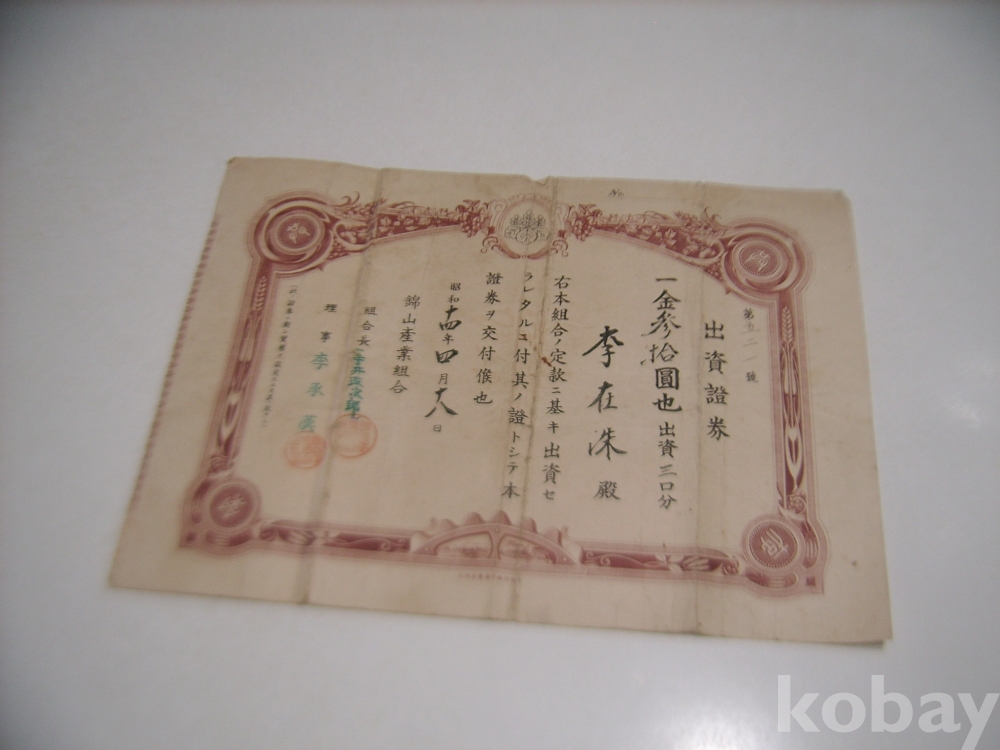 No
出資證券
第五二一號
一金參拾圓也 出資三口分
李在洙殿
右本組合ノ定款ニ基キ出資セ
ラレタルニ付其ノ證トシテ本
證券ヲ交付候也
昭和十四年四月十八日
錦山產業組合
組合長
理事 李承
kobay